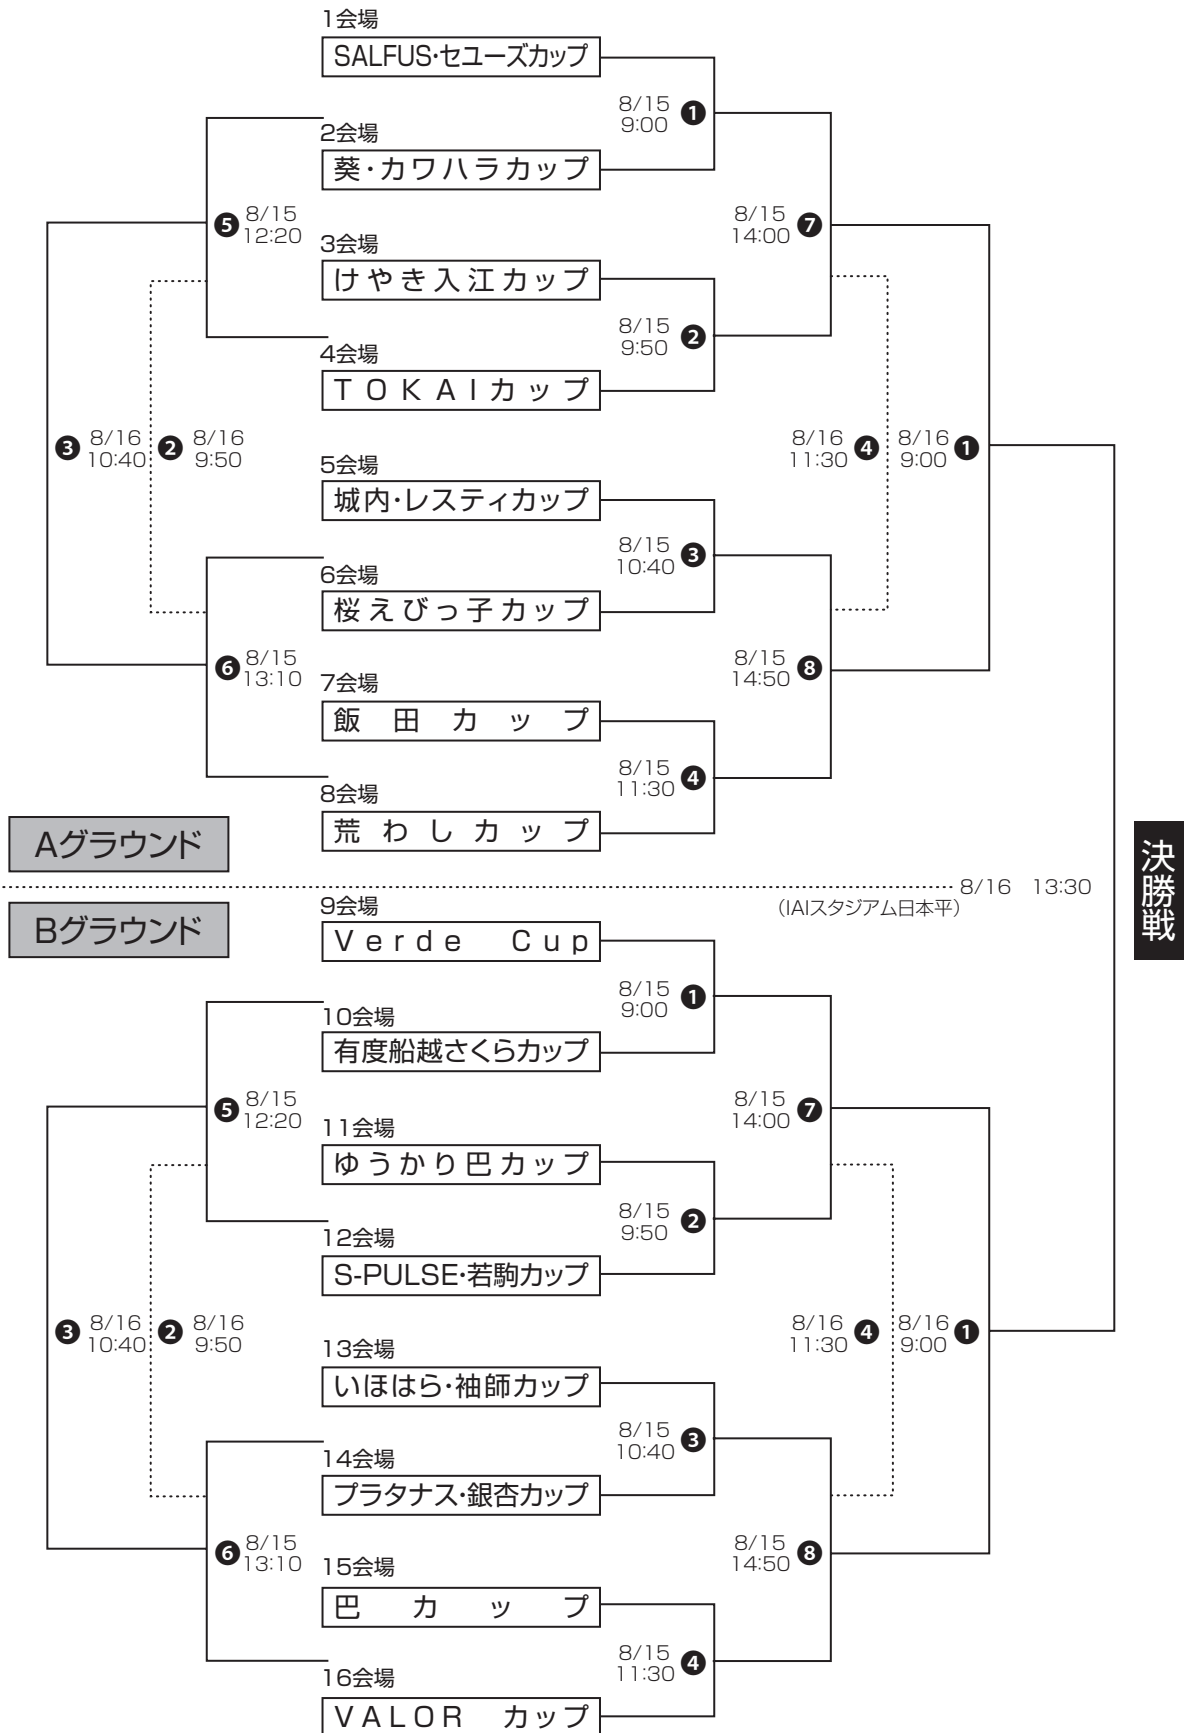 1会場
SALFUS・セユーズカップ
8/15
9:00 ❶
2会場
葵・カワハラカップ
❺ 8/15
12:20
8/15
14:00 ❼
3会場
けやき入江カップ
8/15
9:50 ❷
4会場
TOKAIカップ
❸ 8/16
10:40
❷ 8/16
9:50
8/16
11:30 ❹
8/16
9:00 ❶
5会場
城内・レスティカップ
8/15
10:40 ❸
6会場
桜えびっ子カップ
❻ 8/15
13:10
8/15
14:50 ❽
7会場
飯田カップ
8/15
11:30 ❹
8会場
荒わしカップ
Aグラウンド
決勝戦
8/16 13:30
(IAIスタジアム日本平)
Bグラウンド
9会場
Verde Cup
8/15
9:00 ❶
10会場
有度船越さくらカップ
❺ 8/15
12:20
8/15
14:00 ❼
11会場
ゆうかり巴カップ
8/15
9:50 ❷
12会場
S-PULSE・若駒カップ
❸ 8/16
10:40
❷ 8/16
9:50
8/16
11:30 ❹
8/16
9:00 ❶
13会場
いほはら・袖師カップ
8/15
10:40 ❸
14会場
プラタナス・銀杏カップ
❻ 8/15
13:10
8/15
14:50 ❽
15会場
巴カップ
8/15
11:30 ❹
16会場
VALOR カップ